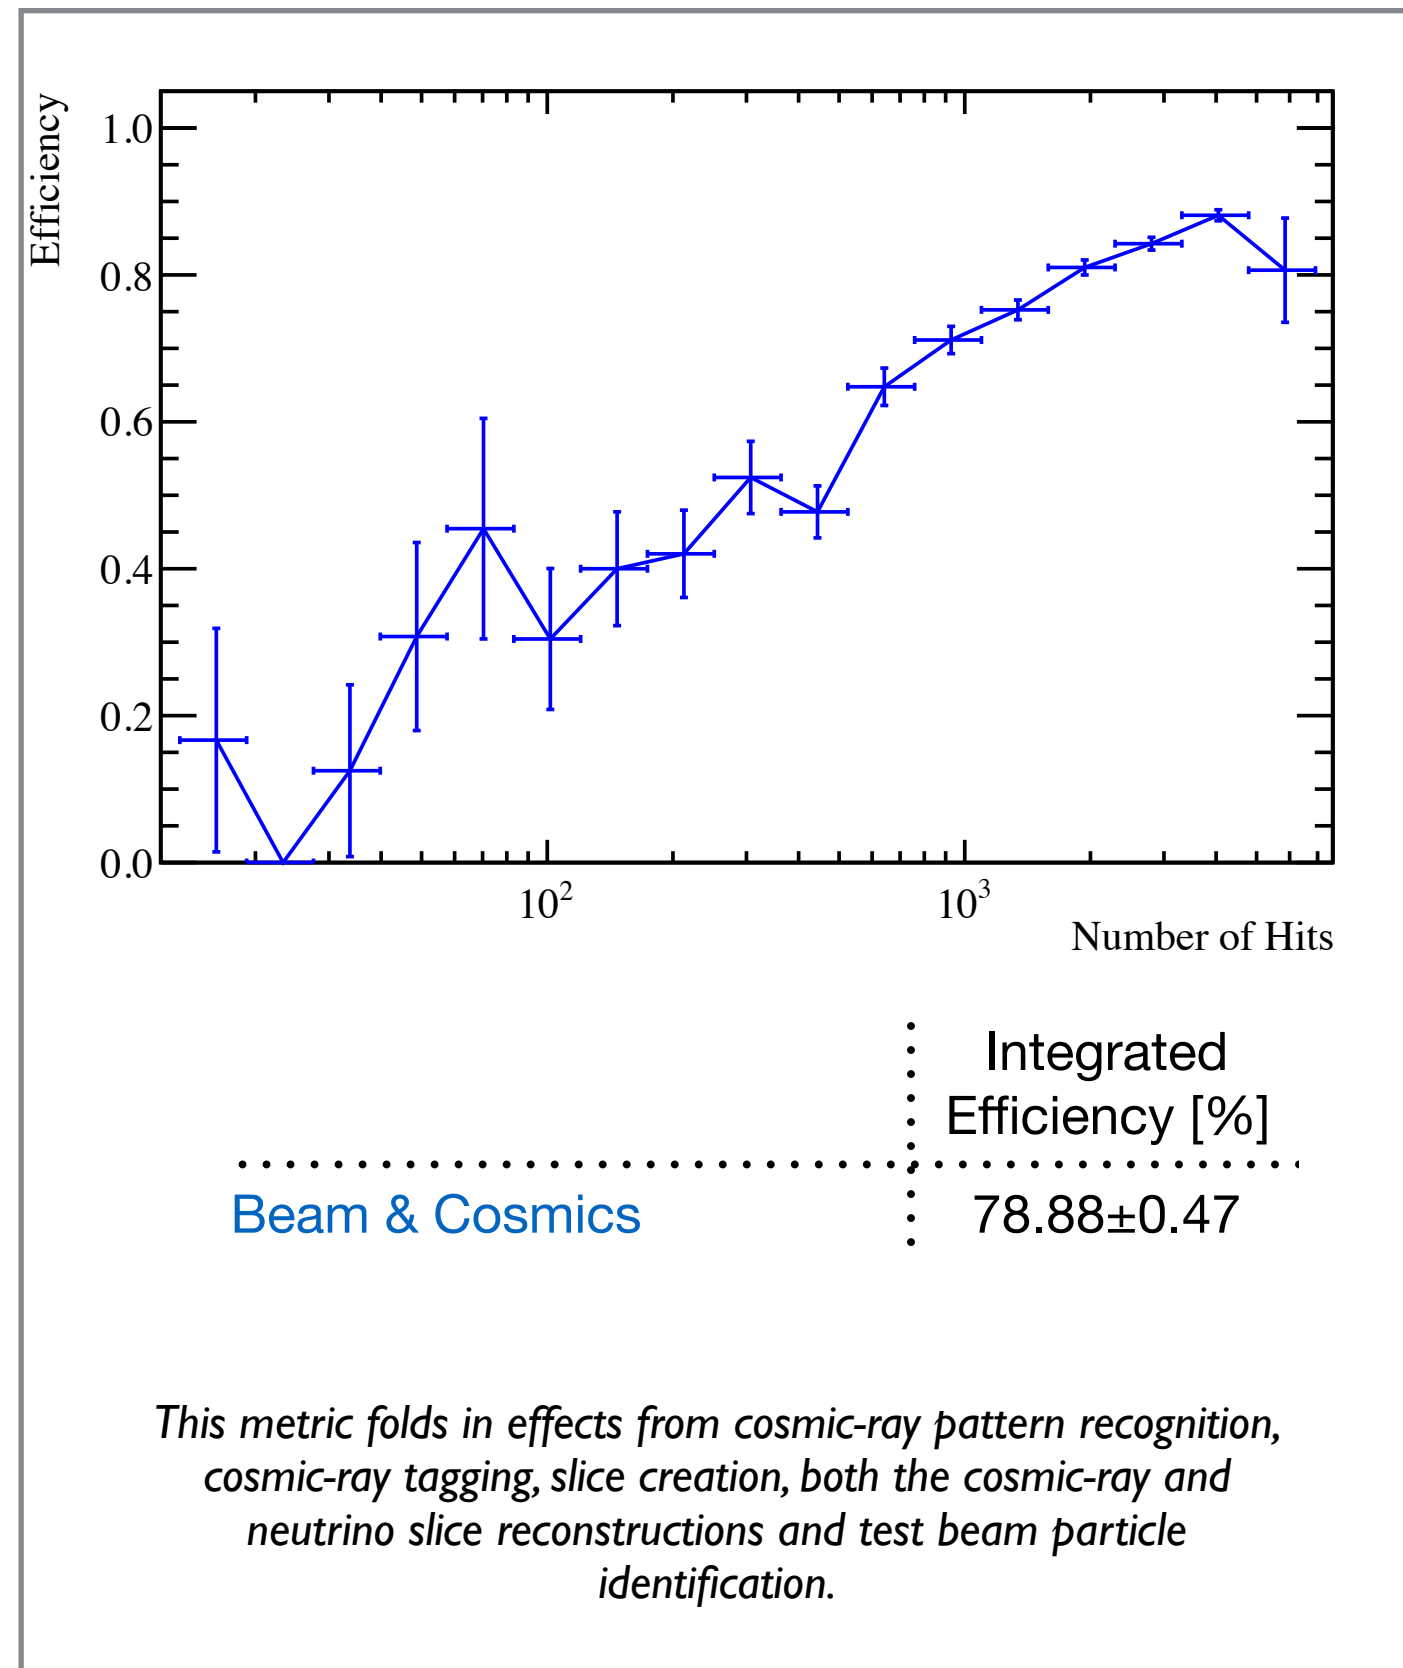 Efficiency
1.0
0.8
0.6
0.4
0.2
0.0
10²
10³
Number of Hits
Integrated
Efficiency [%]
Beam & Cosmics 78.88±0.47
This metric folds in effects from cosmic-ray pattern recognition,
cosmic-ray tagging, slice creation, both the cosmic-ray and
neutrino slice reconstructions and test beam particle
identification.